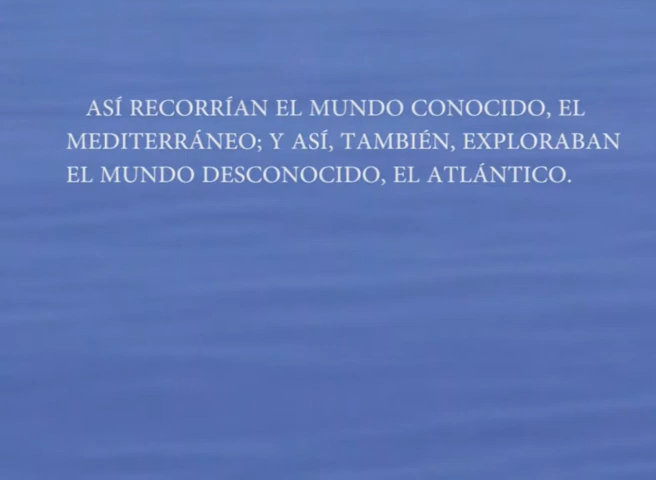 ASÍ RECORRÍAN EL MUNDO CONOCIDO, EL
MEDITERRÁNEO; Y ASÍ, TAMBIÉN, EXPLORABAN
EL MUNDO DESCONOCIDO, EL ATLÁNTICO.